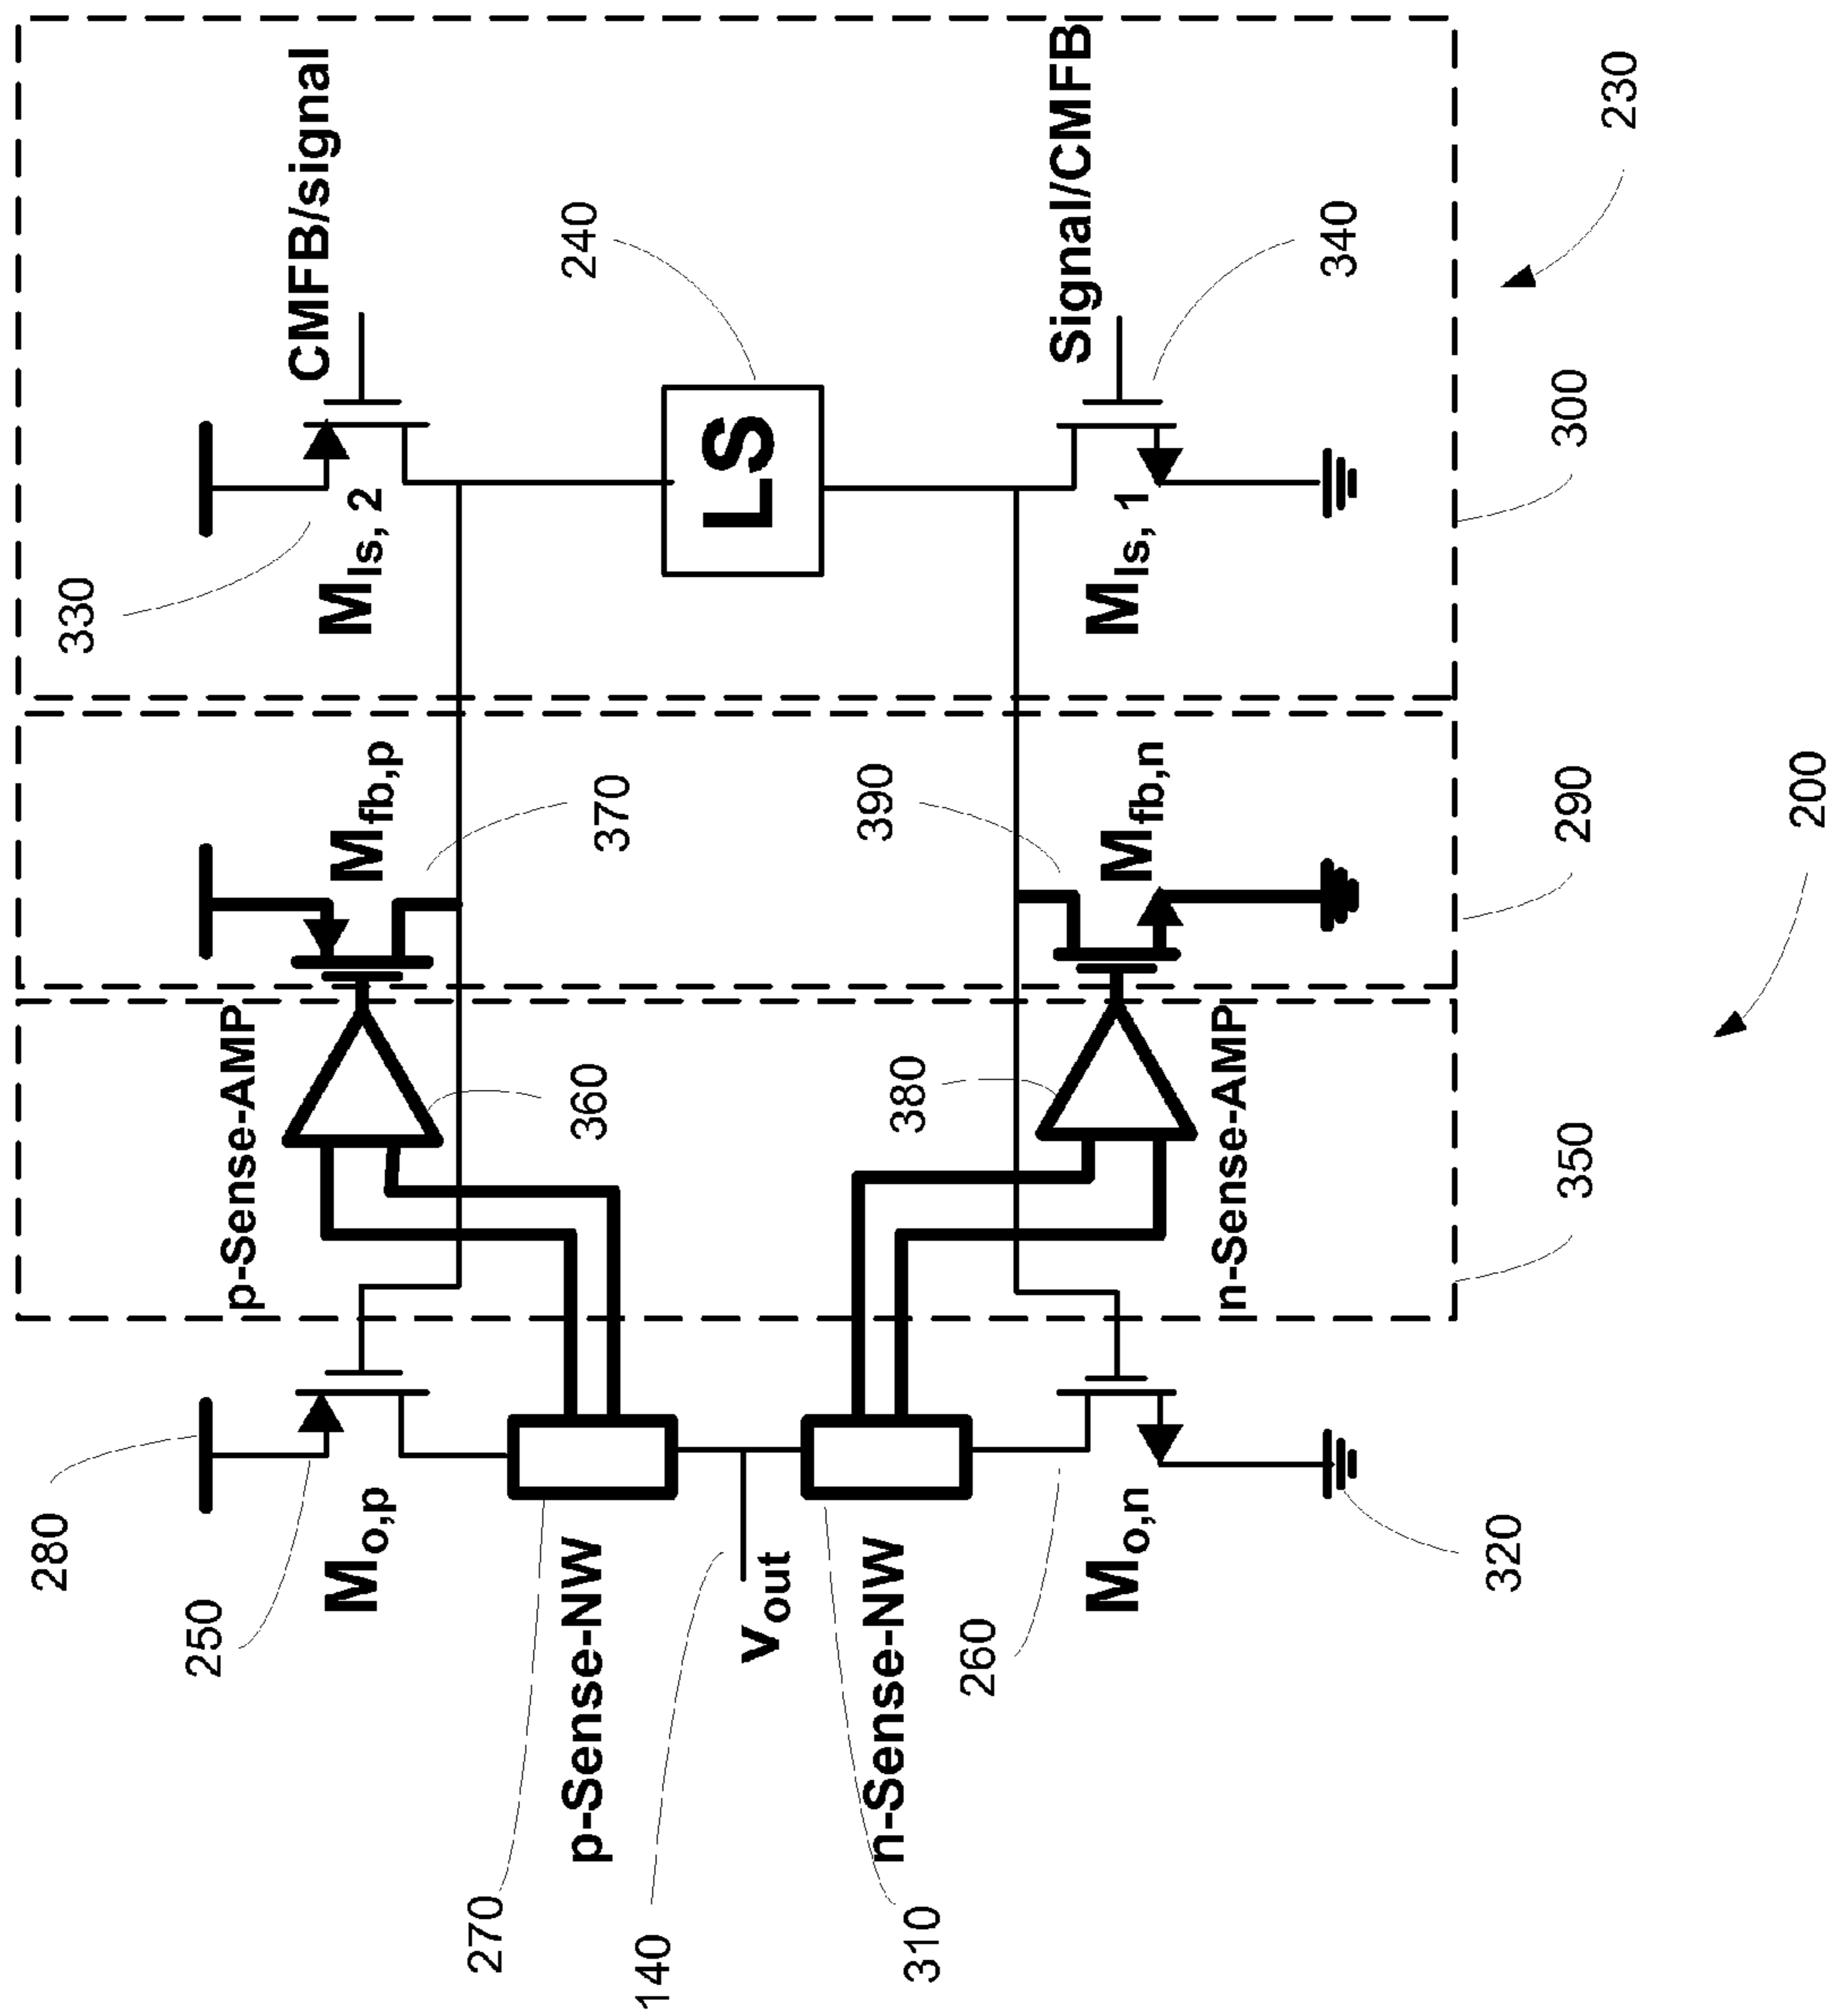 CMFB/signal
Signal/CMFB
230
240
340
300
330
Mls, 2
LS
Mls, 1
Mfb,p
370
390
Mfb,n
290
200
p-Sense-AMP
360
380
n-Sense-AMP
350
280
250
Mo,p
p-Sense-NW
vout
n-Sense-NW
260
Mo,n
320
270
140
310